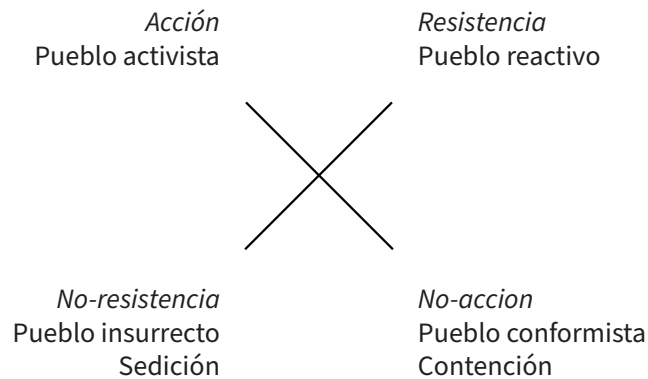 Acción
Pueblo activista
Resistencia
Pueblo reactivo
No-resistencia
Pueblo insurrecto
Sedición
No-accion
Pueblo conformista
Contención